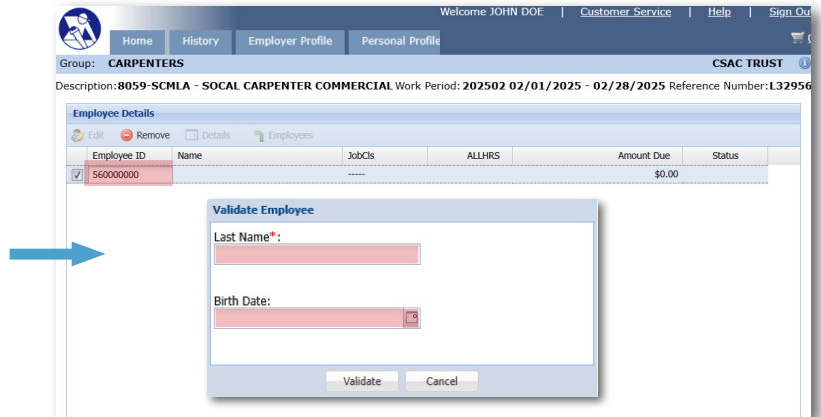 Welcome JOHN DOE | Customer Service | Help | Sign Ou
Home History Employer Profile Personal Profile
Group: CARPENTERS CSAC TRUST
Description:8059-SCMLA - SOCAL CARPENTER COMMERCIAL Work Period: 202502 02/01/2025 - 02/28/2025 Reference Number:L32956
Employee Details
Edit Remove Details Employees
Employee ID Name JobCls ALLHRS Amount Due Status
560000000 ----- $0.00
Validate Employee
Last Name*:
Birth Date:
Validate Cancel